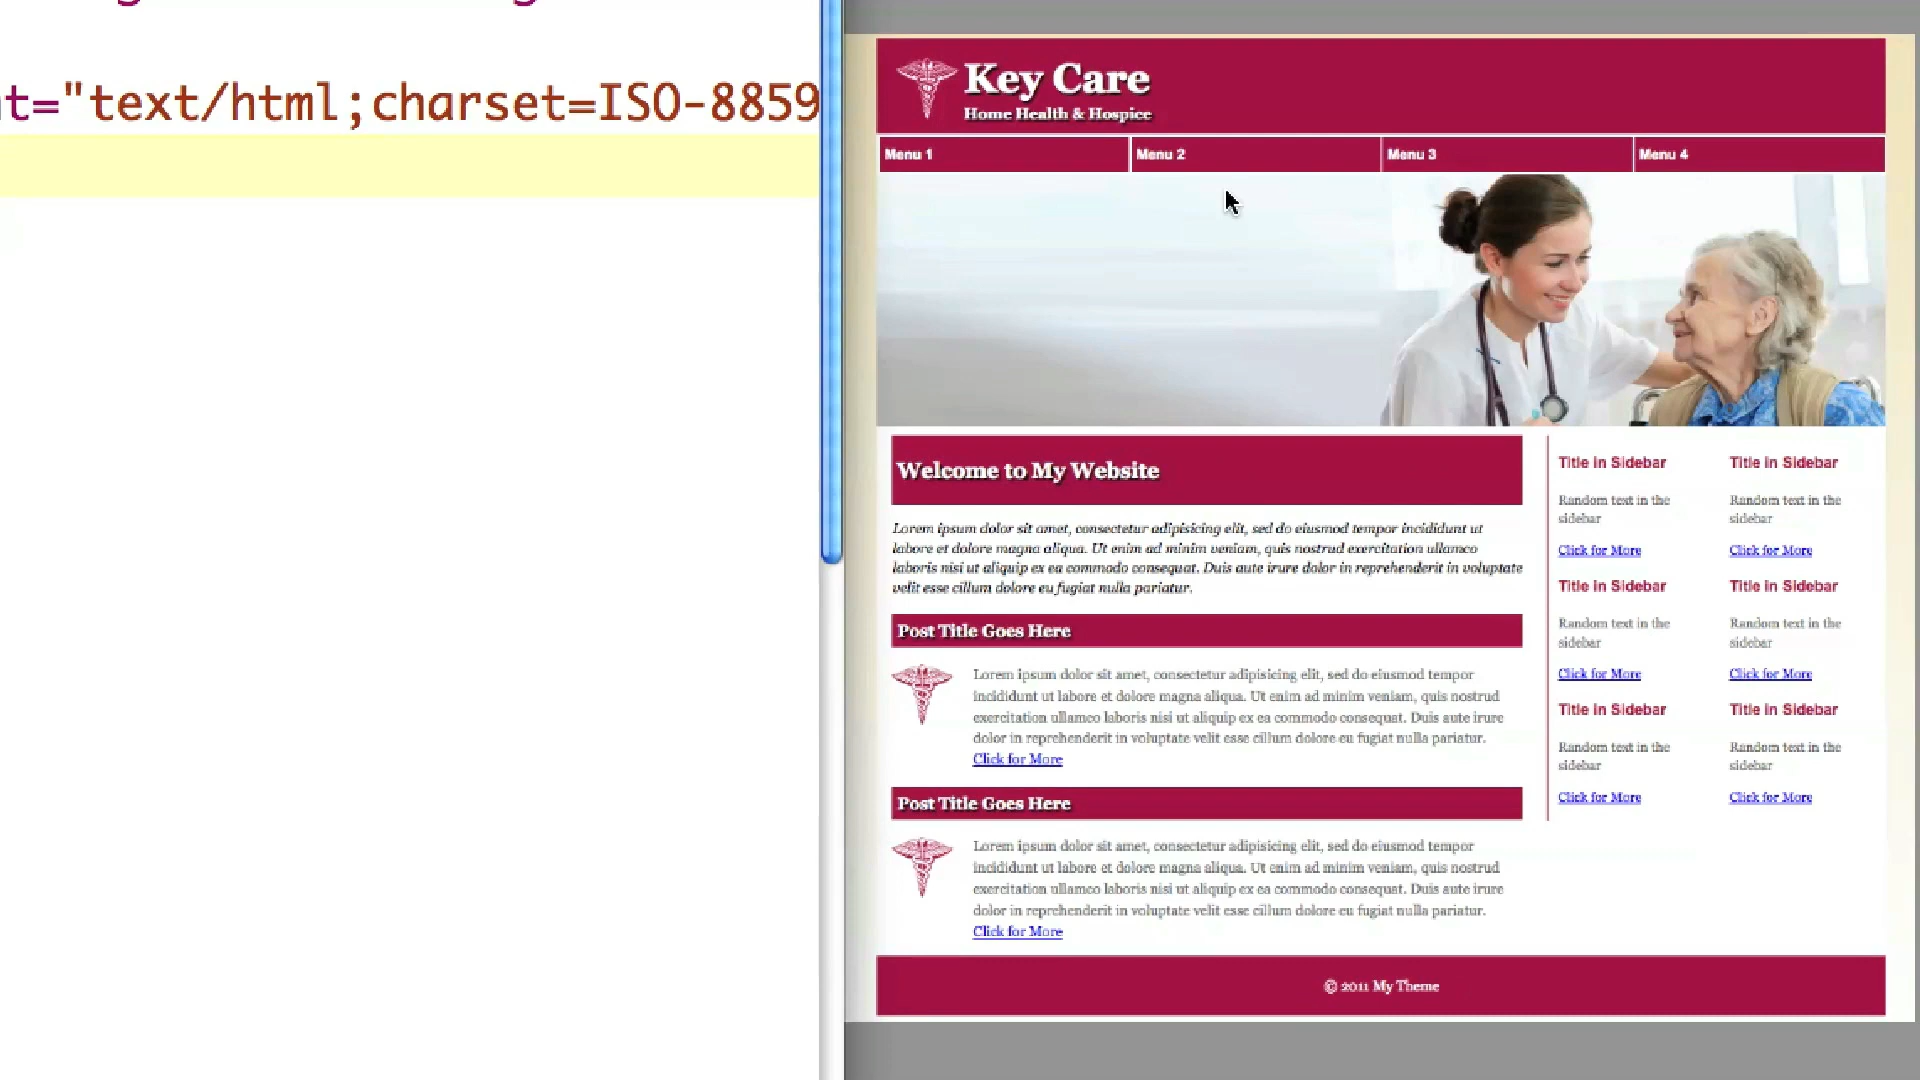 nt="text/html;charset=ISO-8859
Key Care
Home Health & Hospice
Menu 1
Menu 2
Menu 3
Menu 4
Welcome to My Website
Lorem ipsum dolor sit amet, consectetur adipisicing elit, sed do eiusmod tempor incididunt ut
labore et dolore magna aliqua. Ut enim ad minim veniam, quis nostrud exercitation ullamco
laboris nisi ut aliquip ex ea commodo consequat. Duis aute irure dolor in reprehenderit in voluptate
velit esse cillum dolore eu fugiat nulla pariatur.
Post Title Goes Here
Lorem ipsum dolor sit amet, consectetur adipisicing elit, sed do eiusmod tempor
incididunt ut labore et dolore magna aliqua. Ut enim ad minim veniam, quis nostrud
exercitation ullamco laboris nisi ut aliquip ex ea commodo consequat. Duis aute irure
dolor in reprehenderit in voluptate velit esse cillum dolore eu fugiat nulla pariatur.
Click for More
Post Title Goes Here
Lorem ipsum dolor sit amet, consectetur adipisicing elit, sed do eiusmod tempor
incididunt ut labore et dolore magna aliqua. Ut enim ad minim veniam, quis nostrud
exercitation ullamco laboris nisi ut aliquip ex ea commodo consequat. Duis aute irure
dolor in reprehenderit in voluptate velit esse cillum dolore eu fugiat nulla pariatur.
Click for More
Title in Sidebar
Random text in the
sidebar
Click for More
Title in Sidebar
Random text in the
sidebar
Click for More
Title in Sidebar
Random text in the
sidebar
Click for More
Title in Sidebar
Random text in the
sidebar
Click for More
Title in Sidebar
Random text in the
sidebar
Click for More
Title in Sidebar
Random text in the
sidebar
Click for More
© 2011 My Theme